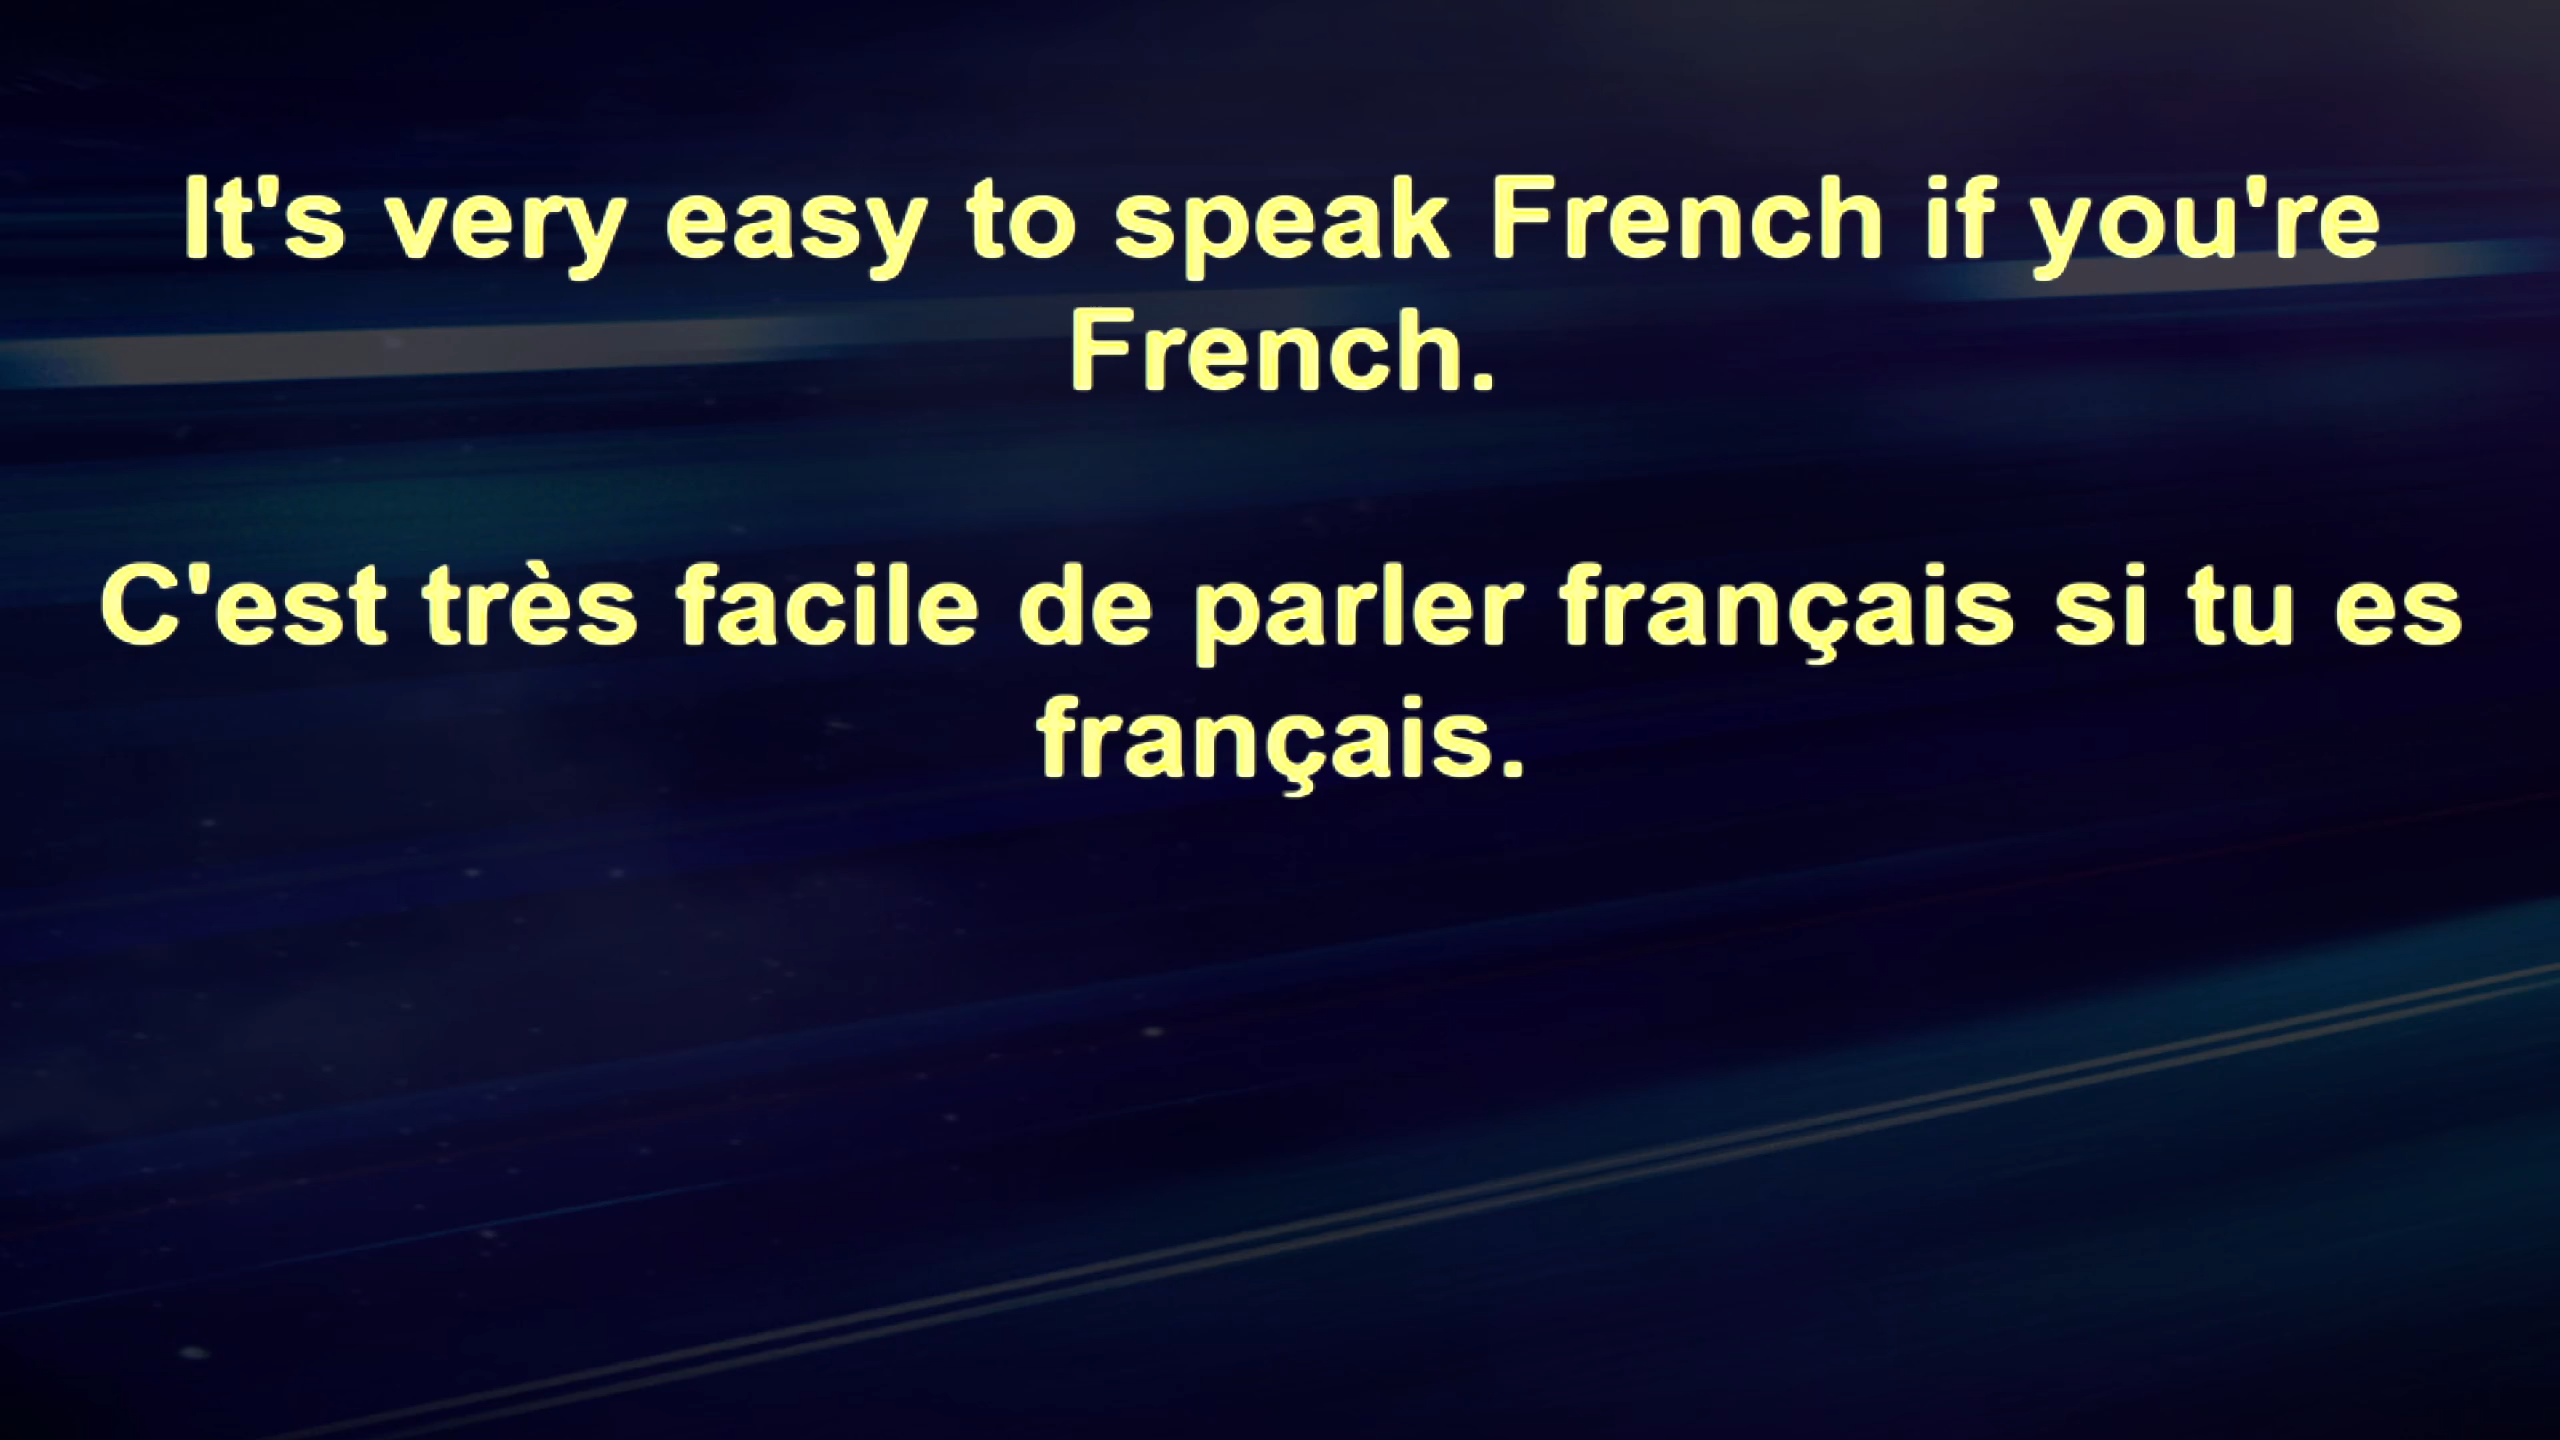 It's very easy to speak French if you're
French.
C'est très facile de parler français si tu es
français.